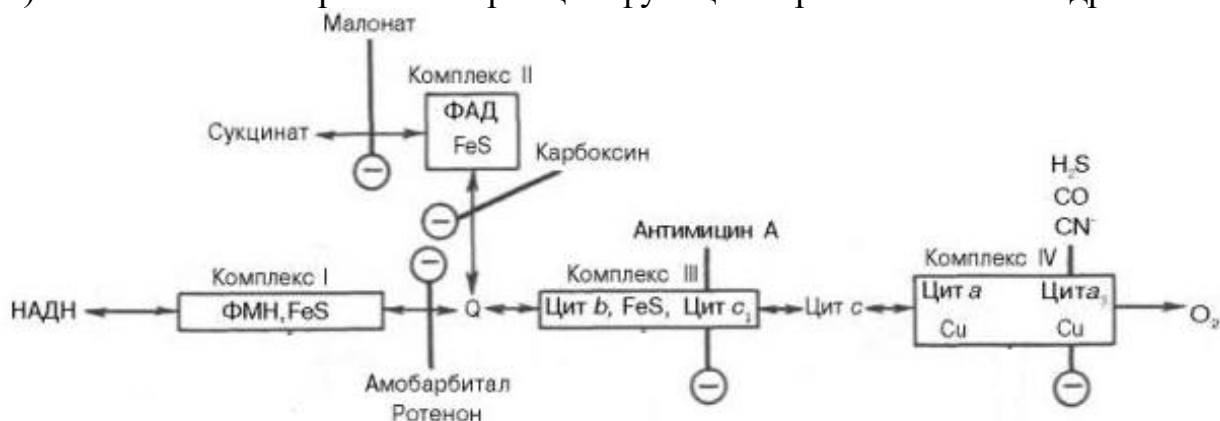 Малонат
Комплекс II
ФАД
FeS
Сукцинат
Карбоксин
H₂S
CO
CN⁻
Антимицин А
Комплекс I
Комплекс III
Комплекс IV
НАДН
ФМН, FeS
Q
Цит b, FeS, Цит c₁
Цит c
Цит a
Цит a₃
O₂
Cu
Cu
Амобарбитал
Ротенон